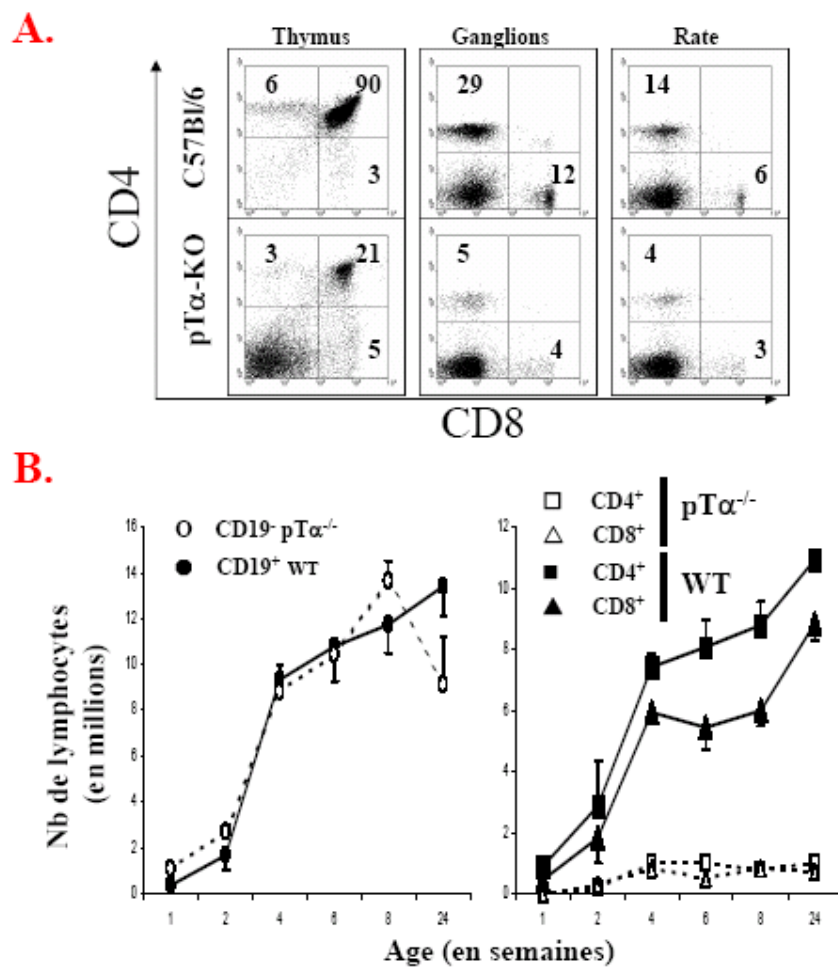 A.
Thymus Ganglions Rate
CD4
C57Bl/6
6 90
3
29
12
14
6
pTα-KO
3 21
5
5
4
4
3
CD8
B.
CD19- pTα-/-
CD19+ WT
CD4+
CD8+
pTα-/-
CD4+
CD8+
WT
Nb de lymphocytes
(en millions)
16
14
12
10
8
6
4
2
0
1 2 4 6 8 24
12
10
8
6
4
2
0
1 2 4 6 8 24
Age (en semaines)